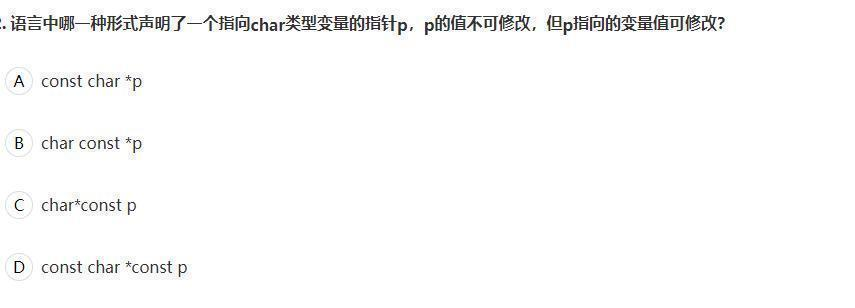 . 语言中哪一种形式声明了一个指向char类型变量的指针p，p的值不可修改，但p指向的变量值可修改？
A const char *p
B char const *p
C char*const p
D const char *const p